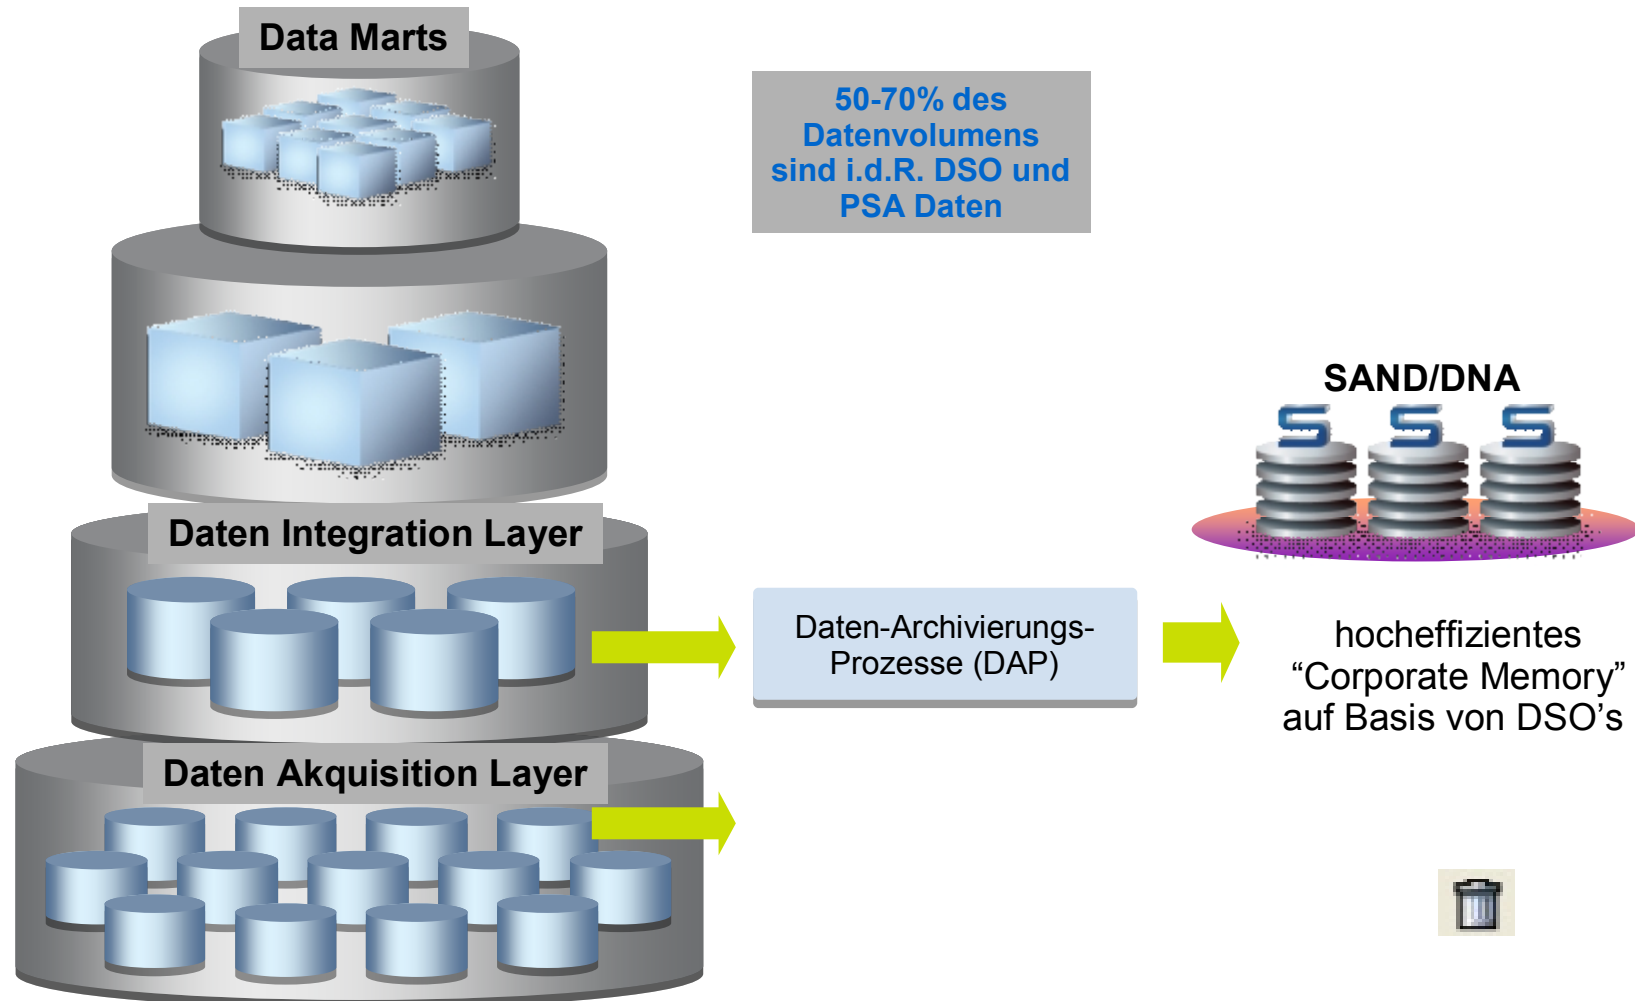 Data Marts
50-70% des
Datenvolumens
sind i.d.R. DSO und
PSA Daten
SAND/DNA
S S S
Daten Integration Layer
Daten-Archivierungs-
Prozesse (DAP)
hocheffizientes
“Corporate Memory”
auf Basis von DSO’s
Daten Akquisition Layer